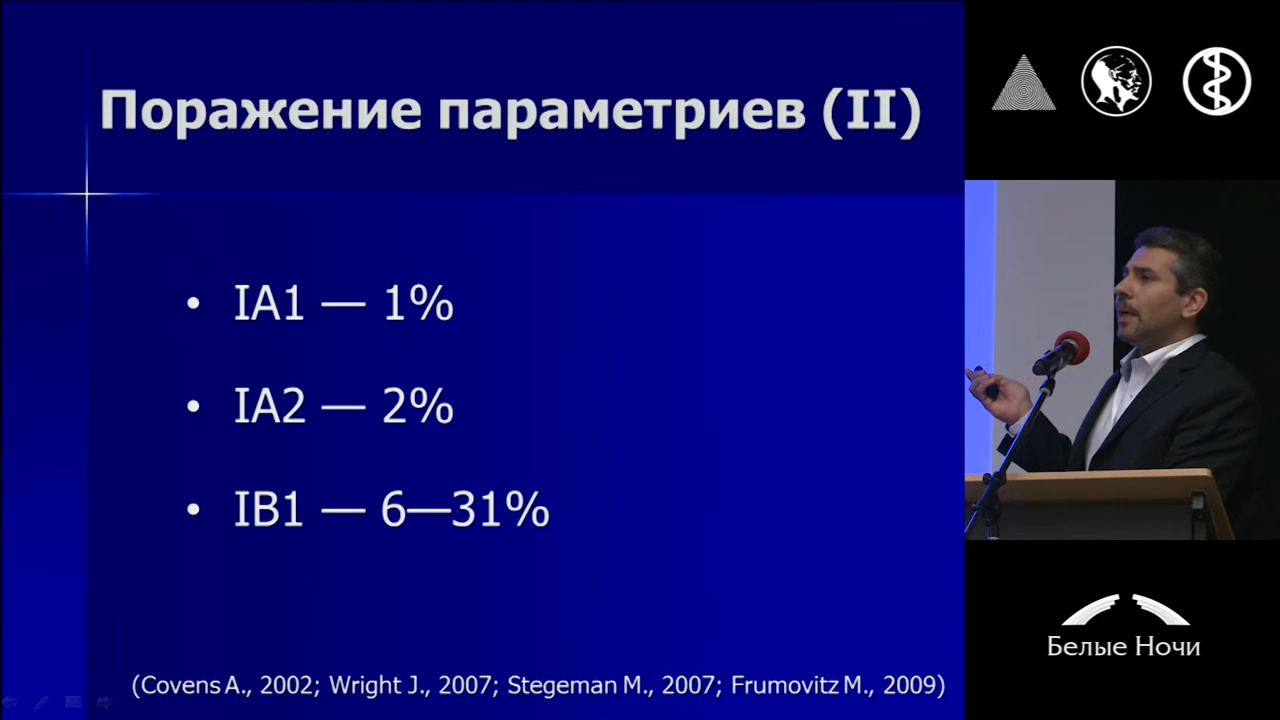 Поражение параметриев (II)
• IA1 — 1%
• IA2 — 2%
• IB1 — 6—31%
(Covens A., 2002; Wright J., 2007; Stegeman M., 2007; Frumovitz M., 2009)
Белые Ночи